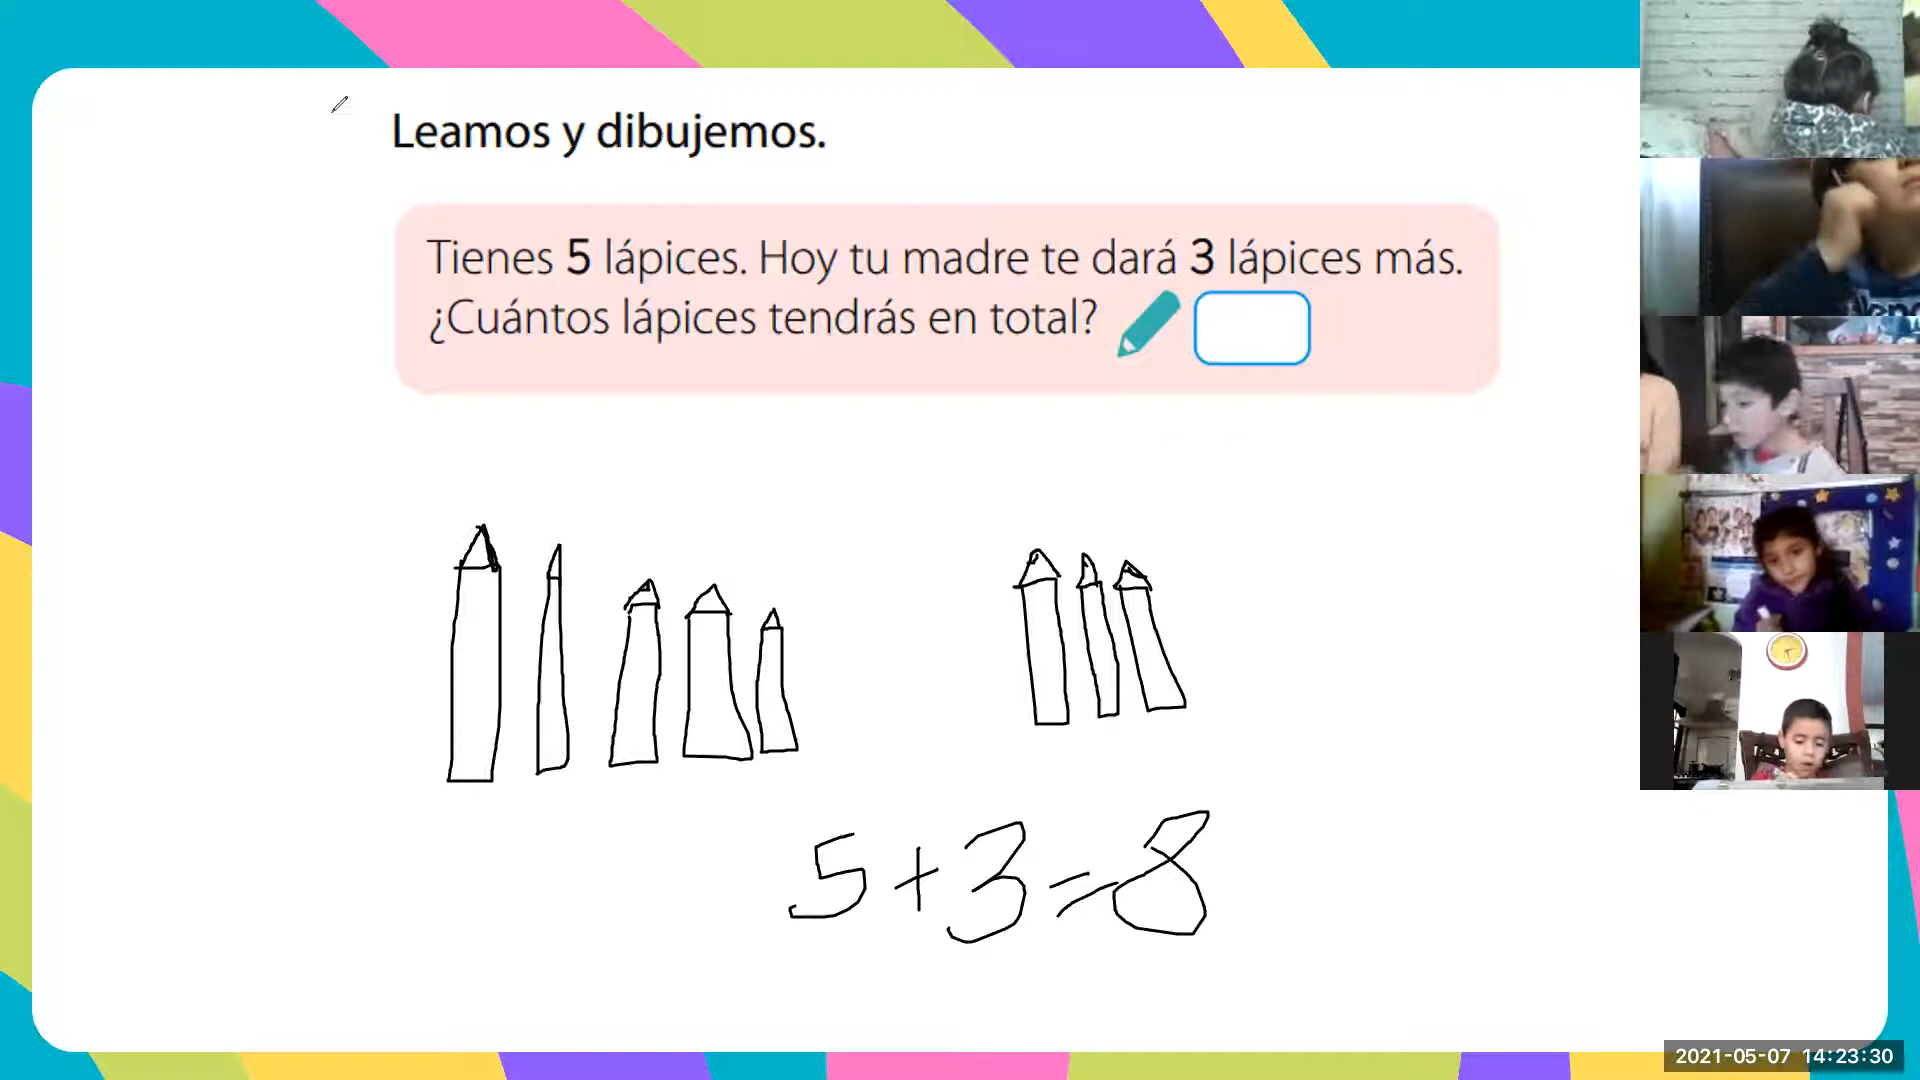 Leamos y dibujemos.
Tienes 5 lápices. Hoy tu madre te dará 3 lápices más.
¿Cuántos lápices tendrás en total?
5+3=8
2021-05-07 14:23:30